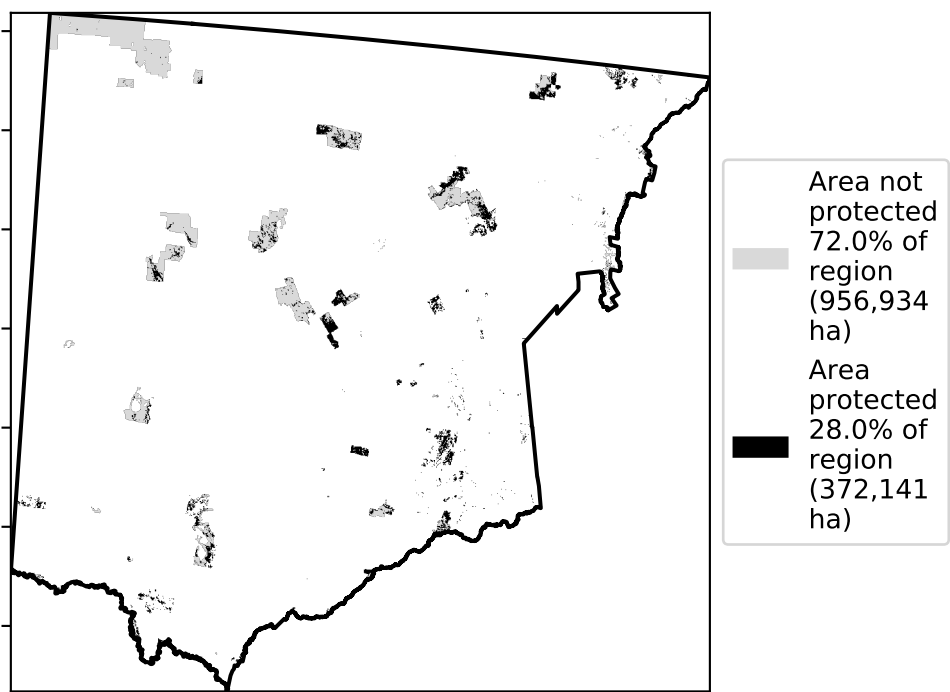 Area not
protected
72.0% of
region
(956,934
ha)
Area
protected
28.0% of
region
(372,141
ha)